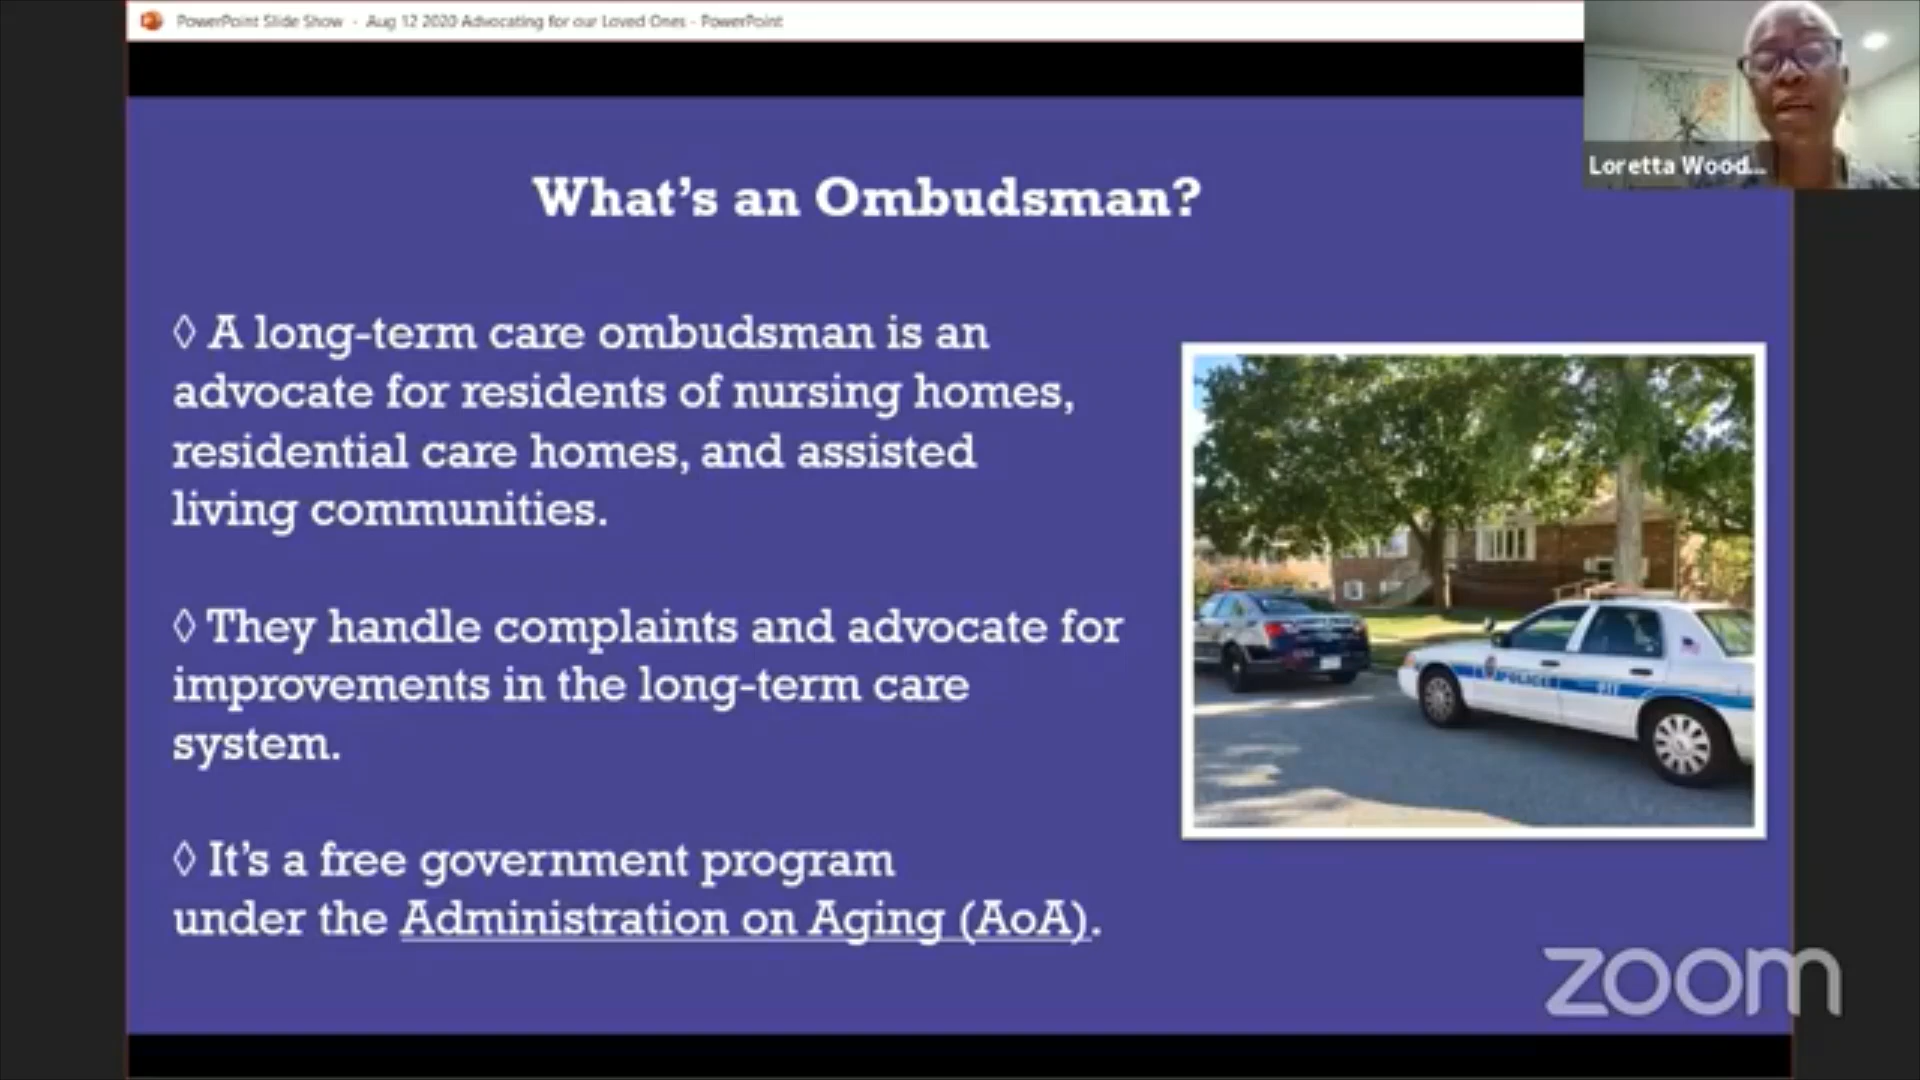 PowerPoint Slide Show - Aug 12 2020 Advocating for our Loved Ones - PowerPoint
Loretta Wood...
What's an Ombudsman?
◊ A long-term care ombudsman is an
advocate for residents of nursing homes,
residential care homes, and assisted
living communities.
◊ They handle complaints and advocate for
improvements in the long-term care
system.
◊ It's a free government program
under the Administration on Aging (AoA).
POLICE 911
zoom